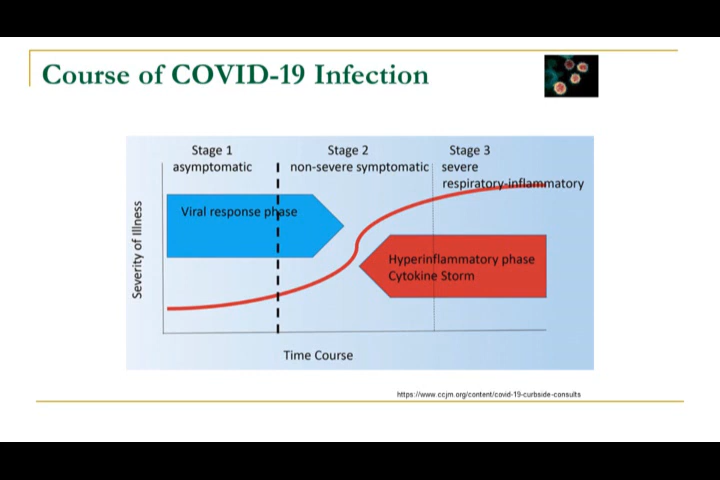 Course of COVID-19 Infection
Stage 1
asymptomatic
Stage 2
non-severe symptomatic
Stage 3
severe
respiratory-inflammatory
Viral response phase
Hyperinflammatory phase
Cytokine Storm
Severity of Illness
Time Course
https://www.ccjm.org/content/covid-19-curbside-consults